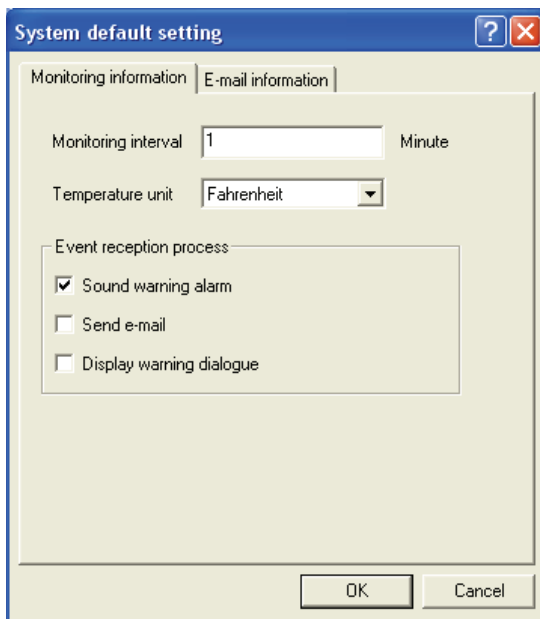 System default setting
Monitoring information E-mail information
Monitoring interval 1 Minute
Temperature unit Fahrenheit
Event reception process
Sound warning alarm
Send e-mail
Display warning dialogue
OK Cancel